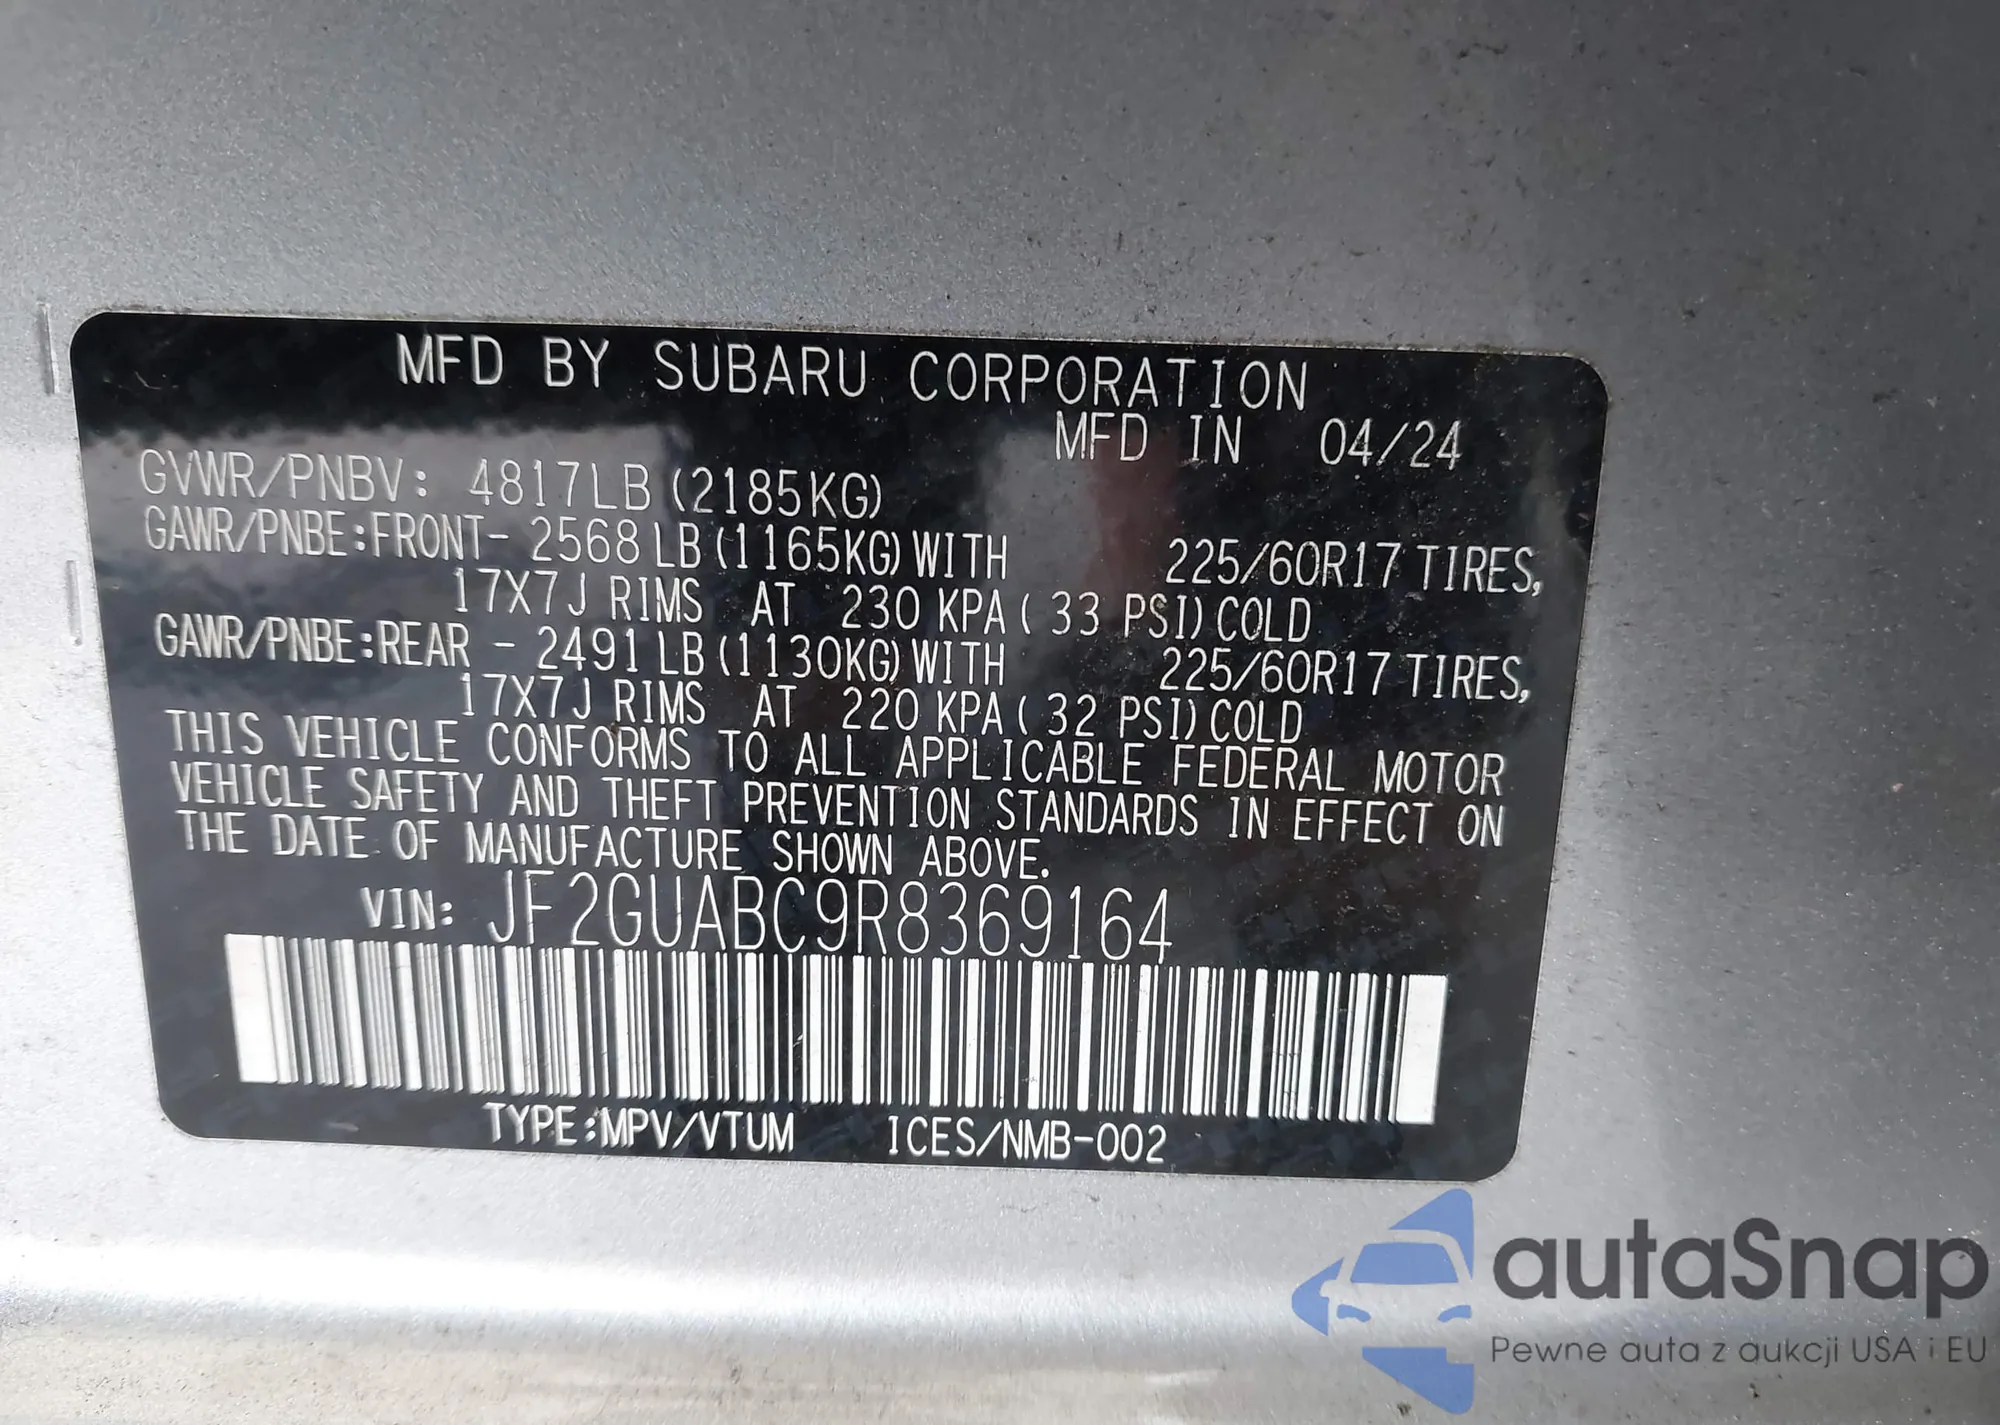 MFD BY SUBARU CORPORATION
MFD IN 04/24
GVWR/PNBV: 4817LB (2185KG)
GAWR/PNBE:FRONT- 2568 LB (1165KG) WITH 225/60R17 TIRES,
17X7J RIMS AT 230 KPA ( 33 PSI) COLD
GAWR/PNBE:REAR - 2491 LB (1130KG) WITH 225/60R17 TIRES,
17X7J RIMS AT 220 KPA ( 32 PSI) COLD
THIS VEHICLE CONFORMS TO ALL APPLICABLE FEDERAL MOTOR
VEHICLE SAFETY AND THEFT PREVENTION STANDARDS IN EFFECT ON
THE DATE OF MANUFACTURE SHOWN ABOVE.
VIN: JF2GUABC9R8369164
TYPE:MPV/VTUM ICES/NMB-002
autaSnap
Pewne auta z aukcji USA i EU